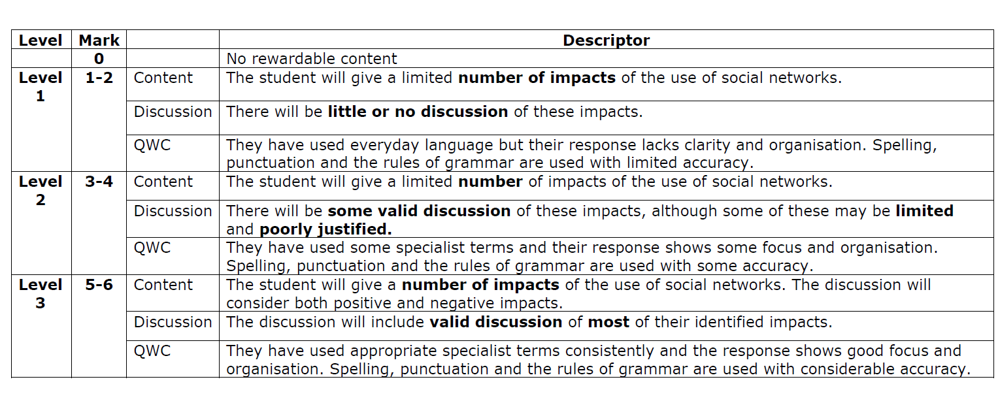 Level Mark Descriptor
0 No rewardable content
Level 1-2 Content The student will give a limited number of impacts of the use of social networks.
1
Discussion There will be little or no discussion of these impacts.
QWC They have used everyday language but their response lacks clarity and organisation. Spelling,
punctuation and the rules of grammar are used with limited accuracy.
Level 3-4 Content The student will give a limited number of impacts of the use of social networks.
2
Discussion There will be some valid discussion of these impacts, although some of these may be limited
and poorly justified.
QWC They have used some specialist terms and their response shows some focus and organisation.
Spelling, punctuation and the rules of grammar are used with some accuracy.
Level 5-6 Content The student will give a number of impacts of the use of social networks. The discussion will
3 consider both positive and negative impacts.
Discussion The discussion will include valid discussion of most of their identified impacts.
QWC They have used appropriate specialist terms consistently and the response shows good focus and
organisation. Spelling, punctuation and the rules of grammar are used with considerable accuracy.